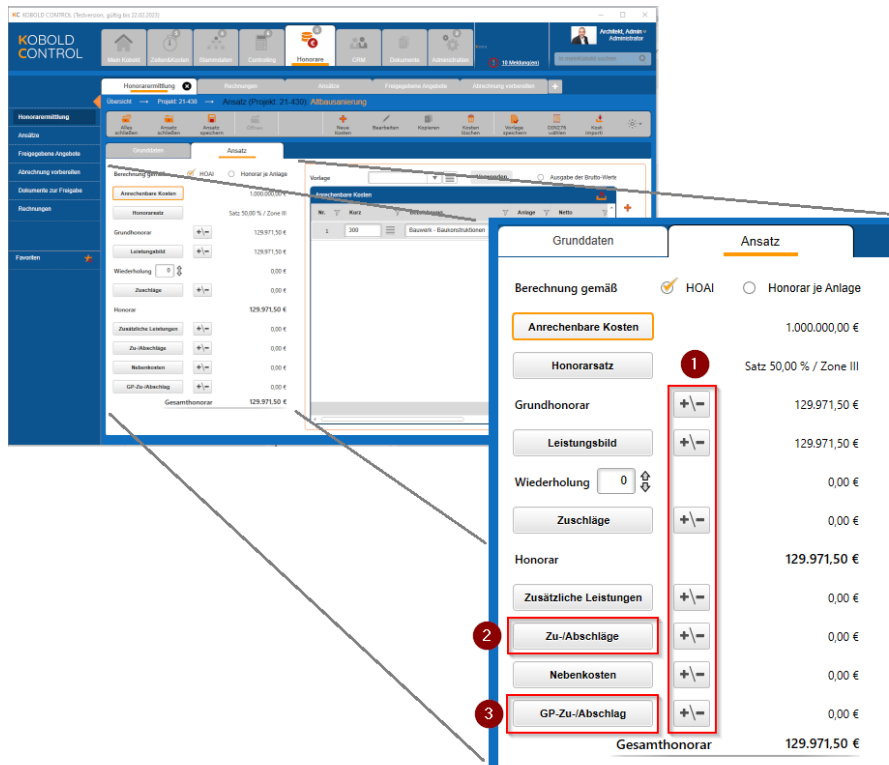 KC KOBOLD CONTROL (Testversion, gültig bis 22.02.2023)
KOBOLD
CONTROL
Mein Kobold
Zeiten&Kosten
Stammdaten
Controlling
Honorare
CRM
Dokumente
Administration
10 Meldung(en)
Architekt, Admin
Administrator
Honorarermittlung
Rechnungen
Ansätze
Freigegebene Angebote
Abrechnung vorbereiten
Übersicht → Projekt: 21-430 → Ansatz (Projekt: 21-430): Altbausanierung
Honorarermittlung
Ansätze
Freigegebene Angebote
Abrechnung vorbereiten
Dokumente zur Freigabe
Rechnungen
Favoriten
Alles schließen
Ansatz schließen
Ansatz speichern
Öffnen
Neue Kosten
Bearbeiten
Kopieren
Kosten löschen
Vorlage speichern
DIN276 wählen
Kost. Import
Grunddaten
Ansatz
Berechnung gemäß HOAI Honorar je Anlage
Anrechenbare Kosten 1.000.000,00 €
Honorarsatz Satz 50,00 % / Zone III
Grundhonorar +\- 129.971,50 €
Leistungsbild +\- 129.971,50 €
Wiederholung 0 0,00 €
Zuschläge +\- 0,00 €
Honorar 129.971,50 €
Zusätzliche Leistungen +\- 0,00 €
Zu-/Abschläge +\- 0,00 €
Nebenkosten +\- 0,00 €
GP-Zu-/Abschlag +\- 0,00 €
Gesamthonorar 129.971,50 €
Vorlage
Ausgabe der Brutto-Werte
Anrechenbare Kosten
Nr. Kurz Bezeichnung Anlage Netto
1 300 Bauwerk - Baukonstruktionen
Grunddaten
Ansatz
Berechnung gemäß HOAI Honorar je Anlage
Anrechenbare Kosten 1.000.000,00 €
Honorarsatz 1 Satz 50,00 % / Zone III
Grundhonorar +\- 129.971,50 €
Leistungsbild +\- 129.971,50 €
Wiederholung 0 0,00 €
Zuschläge +\- 0,00 €
Honorar 129.971,50 €
Zusätzliche Leistungen +\- 0,00 €
2 Zu-/Abschläge +\- 0,00 €
Nebenkosten +\- 0,00 €
3 GP-Zu-/Abschlag +\- 0,00 €
Gesamthonorar 129.971,50 €